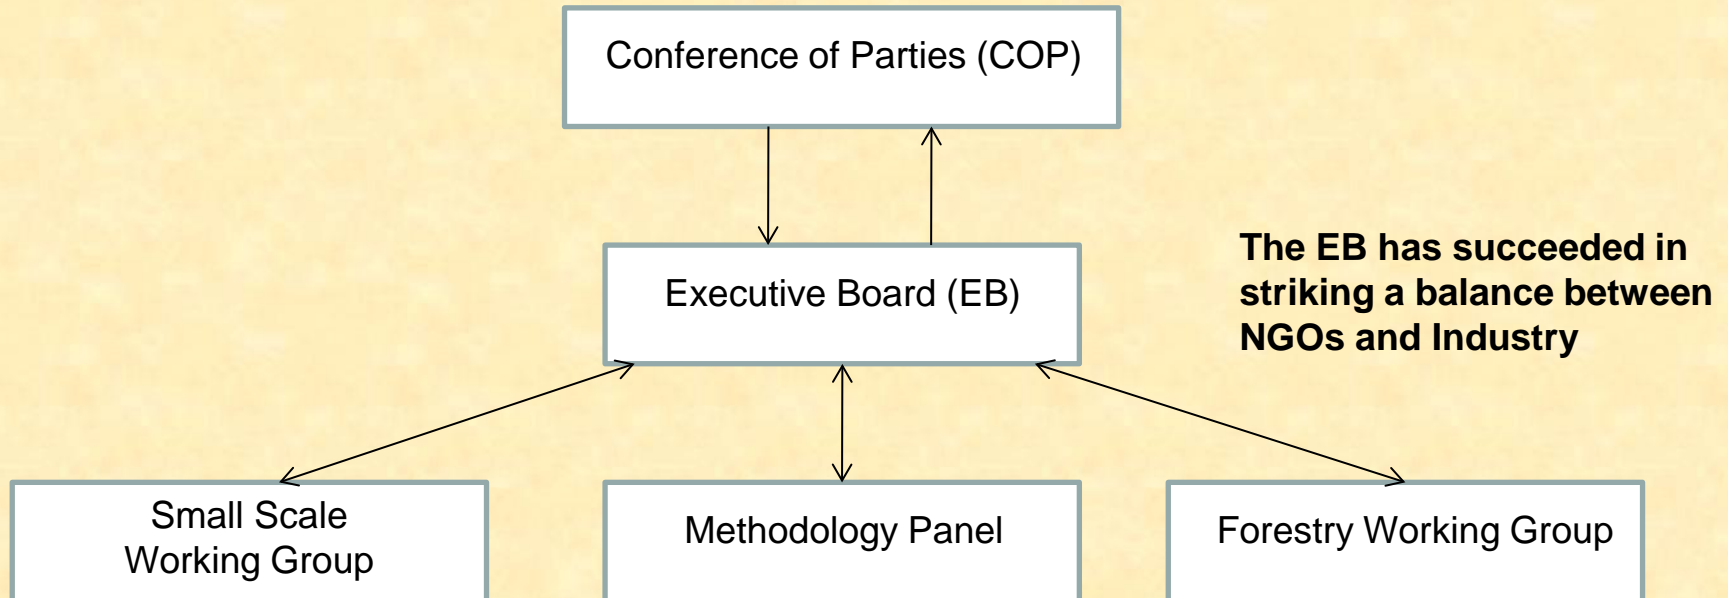 Conference of Parties (COP)
Executive Board (EB)
The EB has succeeded in
striking a balance between
NGOs and Industry
Small Scale
Working Group
Methodology Panel
Forestry Working Group